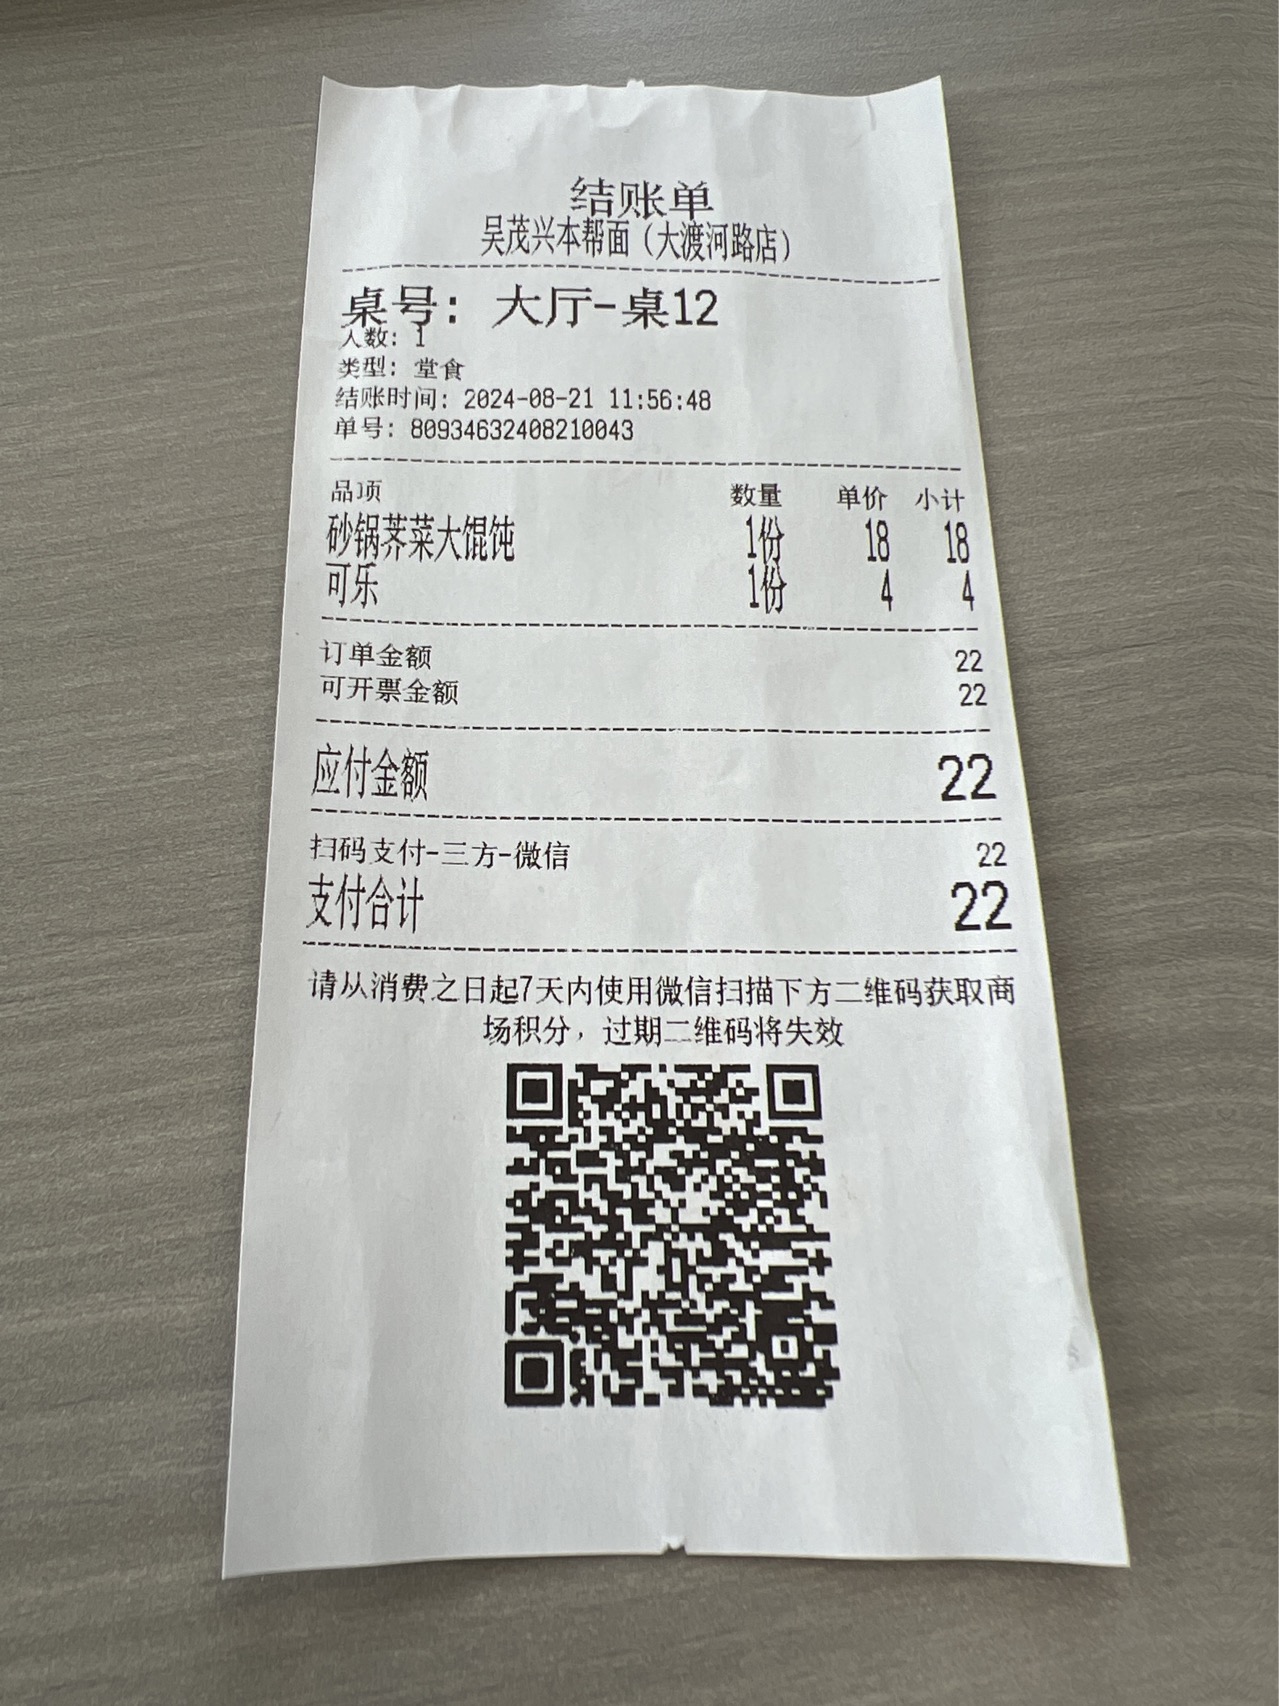 结账单
吴茂兴本帮面（大渡河路店）
桌号： 大厅-桌12
人数: 1
类型: 堂食
结账时间: 2024-08-21 11:56:48
单号: 80934632408210043
品项 数量 单价 小计
砂锅荠菜大馄饨 1份 18 18
可乐 1份 4 4
订单金额 22
可开票金额 22
应付金额 22
扫码支付-三方-微信 22
支付合计 22
请从消费之日起7天内使用微信扫描下方二维码获取商
场积分，过期二维码将失效